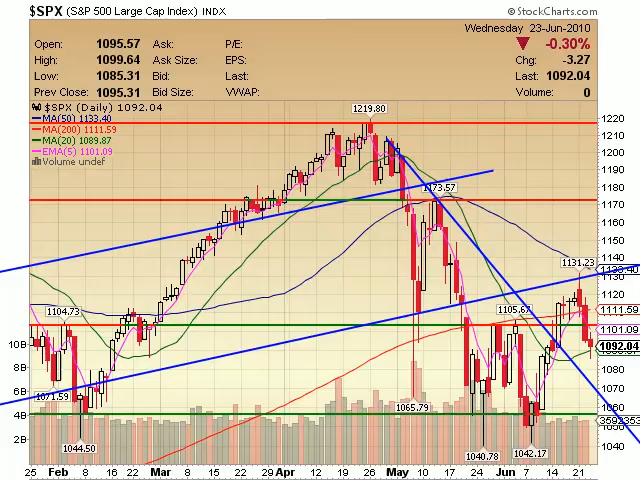 $SPX (S&P 500 Large Cap Index) INDX
© StockCharts.com
Wednesday 23-Jun-2010
Open: 1095.57 Ask: P/E: -0.30%
High: 1099.64 Ask Size: EPS: Chg: -3.27
Low: 1085.31 Bid: Last: Last: 1092.04
Prev Close: 1095.31 Bid Size: VWAP: Volume: 0
$SPX (Daily) 1092.04
MA(50) 1133.40
MA(200) 1111.59
MA(20) 1089.87
EMA(5) 1101.09
Volume undef
1219.80
1220
1210
1200
1190
1173.57
1180
1170
1160
1150
1140
1131.23
1133.40
1120
1104.73
1105.67
1111.59
1101.09
10B
1092.04
8B
1080
1070
6B
1071.59
1065.79
1060
4B
2B
1044.50
1040.78
1042.17
1040
25 Feb 8 16 22 Mar 8 15 22 Apr 12 19 26 May 10 17 24 Jun 7 14 21